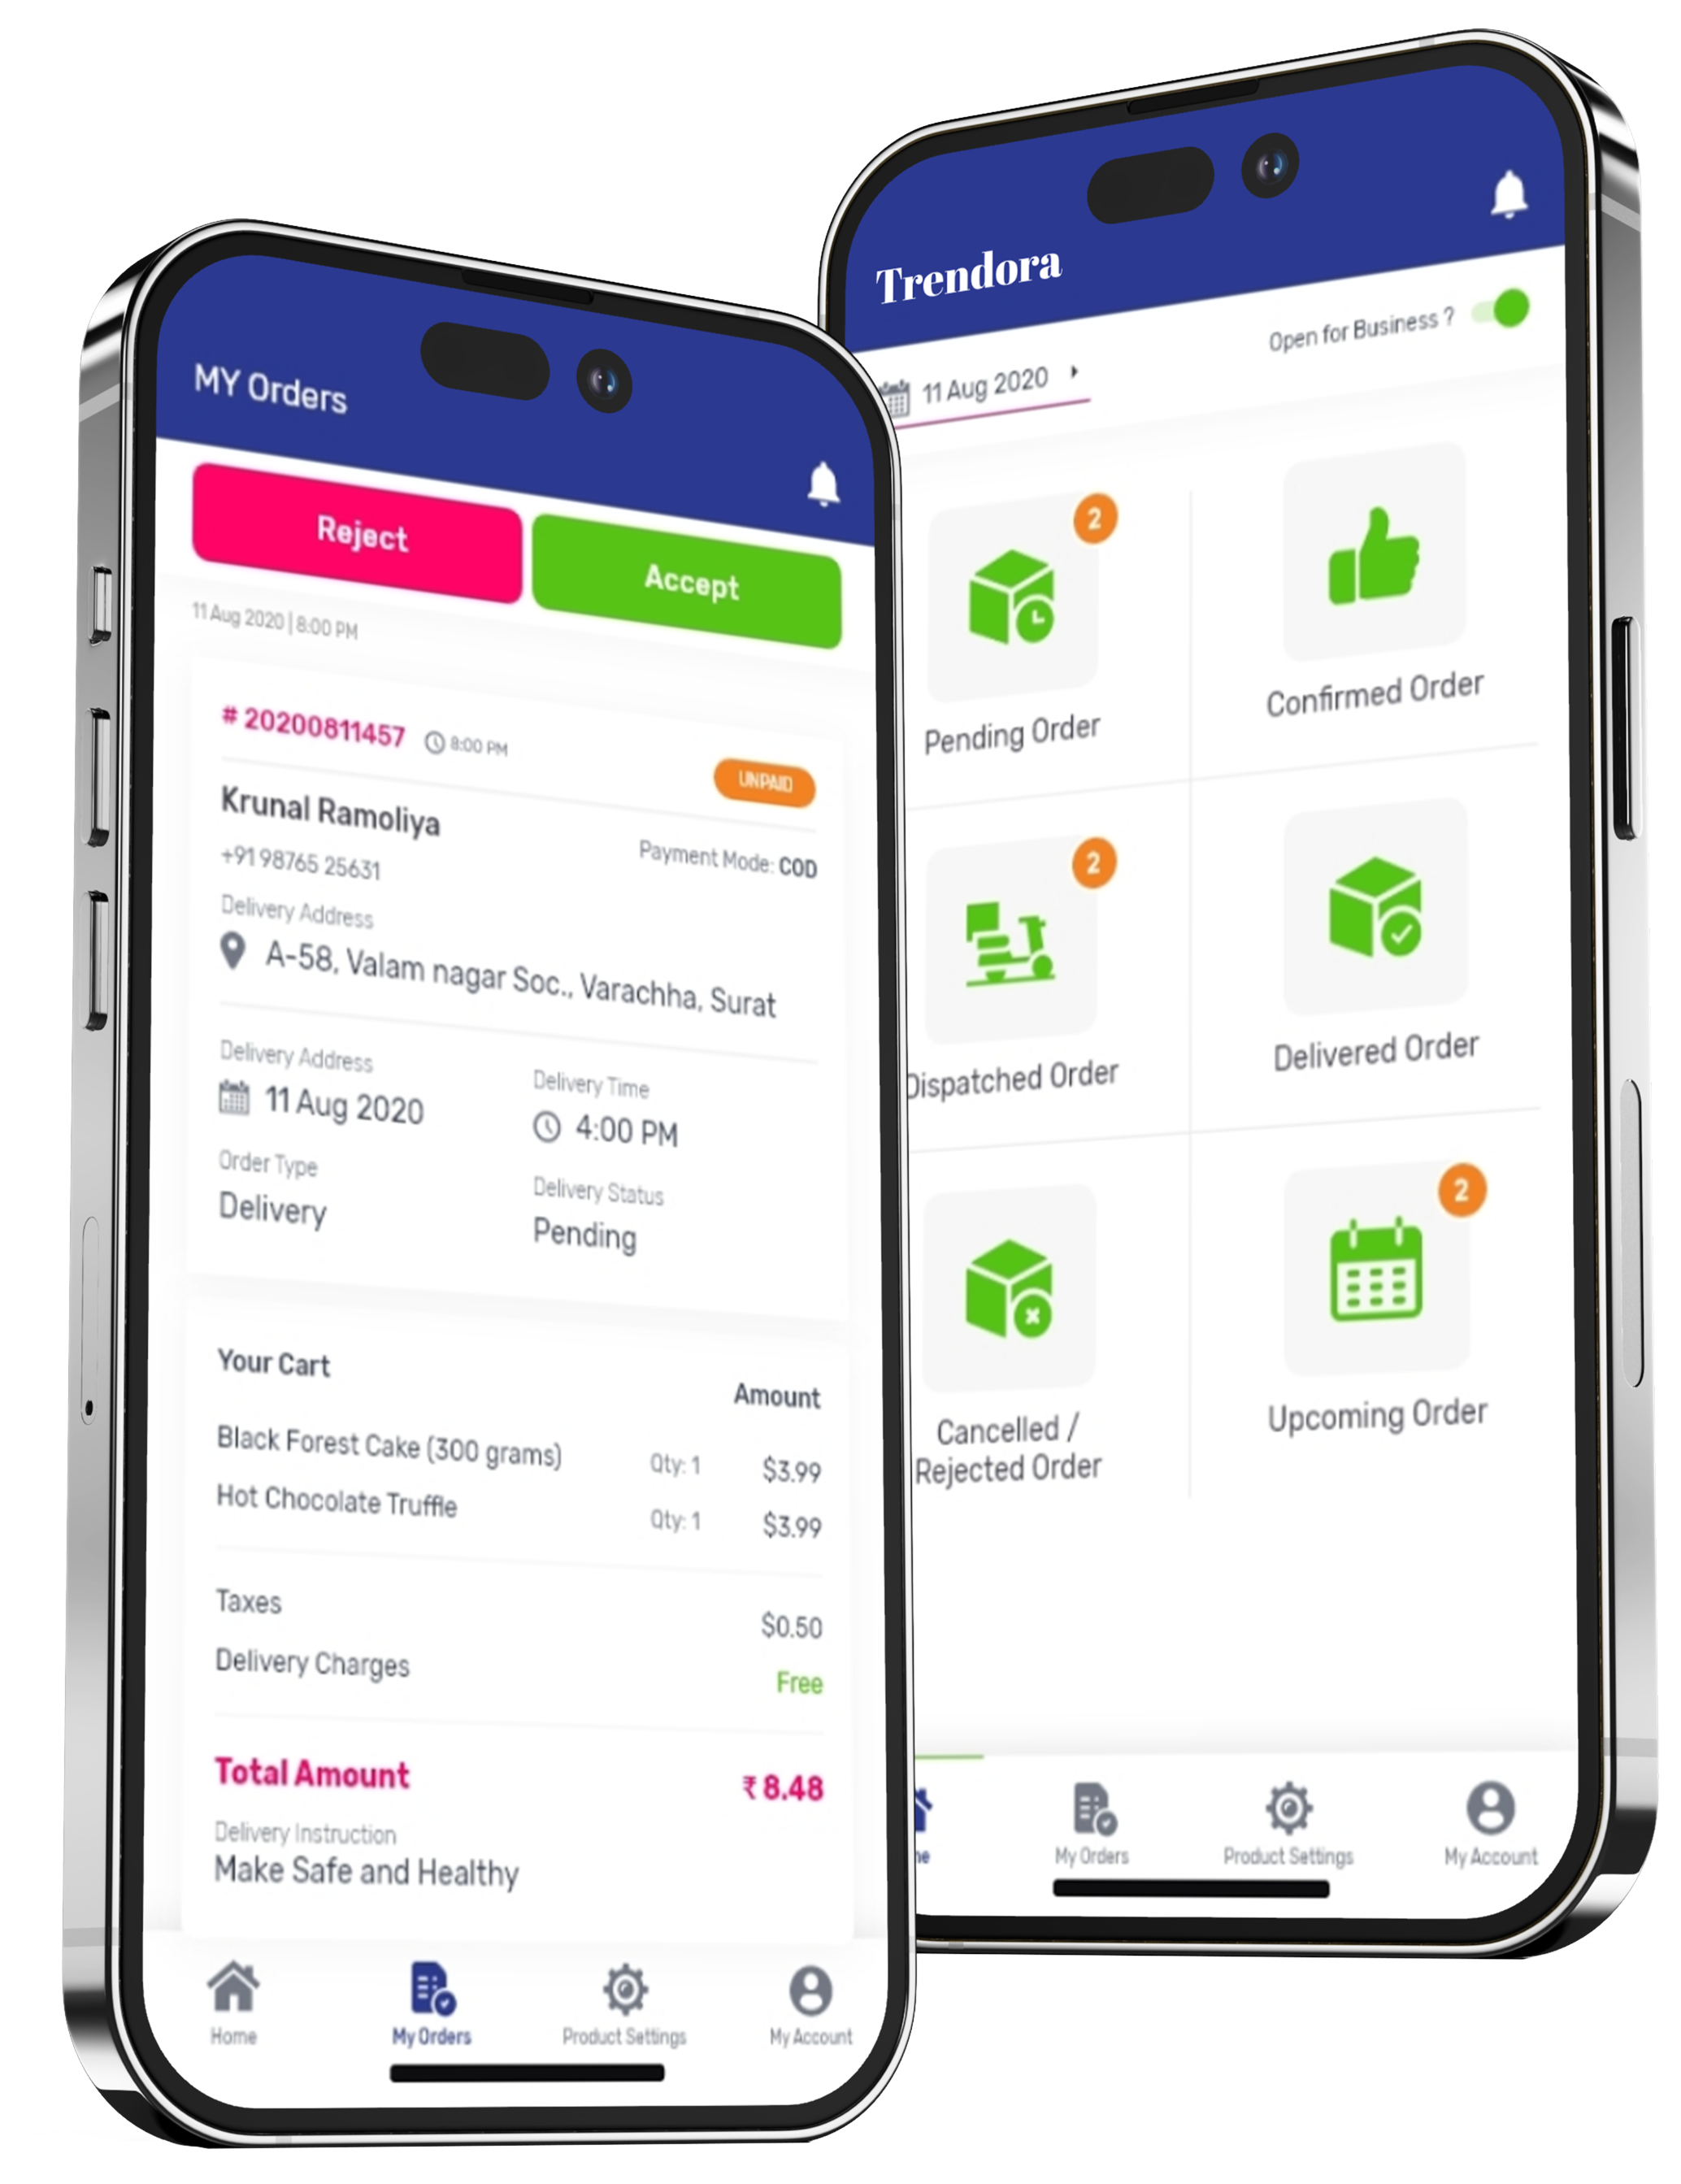 MY Orders
Reject
Accept
11 Aug 2020 | 8:00 PM
# 20200811457 8:00 PM
UNPAID
Krunal Ramoliya
+91 98765 25631
Payment Mode: COD
Delivery Address
A-58, Valam nagar Soc., Varachha, Surat
Delivery Address
11 Aug 2020
Delivery Time
4:00 PM
Order Type
Delivery
Delivery Status
Pending
Your Cart
Amount
Black Forest Cake (300 grams) Qty: 1 $3.99
Hot Chocolate Truffle Qty: 1 $3.99
Taxes $0.50
Delivery Charges Free
Total Amount ₹ 8.48
Delivery Instruction
Make Safe and Healthy
Home
My Orders
Product Settings
My Account
Trendora
Open for Business ?
11 Aug 2020
2
Pending Order
Confirmed Order
2
Dispatched Order
Delivered Order
Cancelled /
Rejected Order
2
Upcoming Order
ne
My Orders
Product Settings
My Account